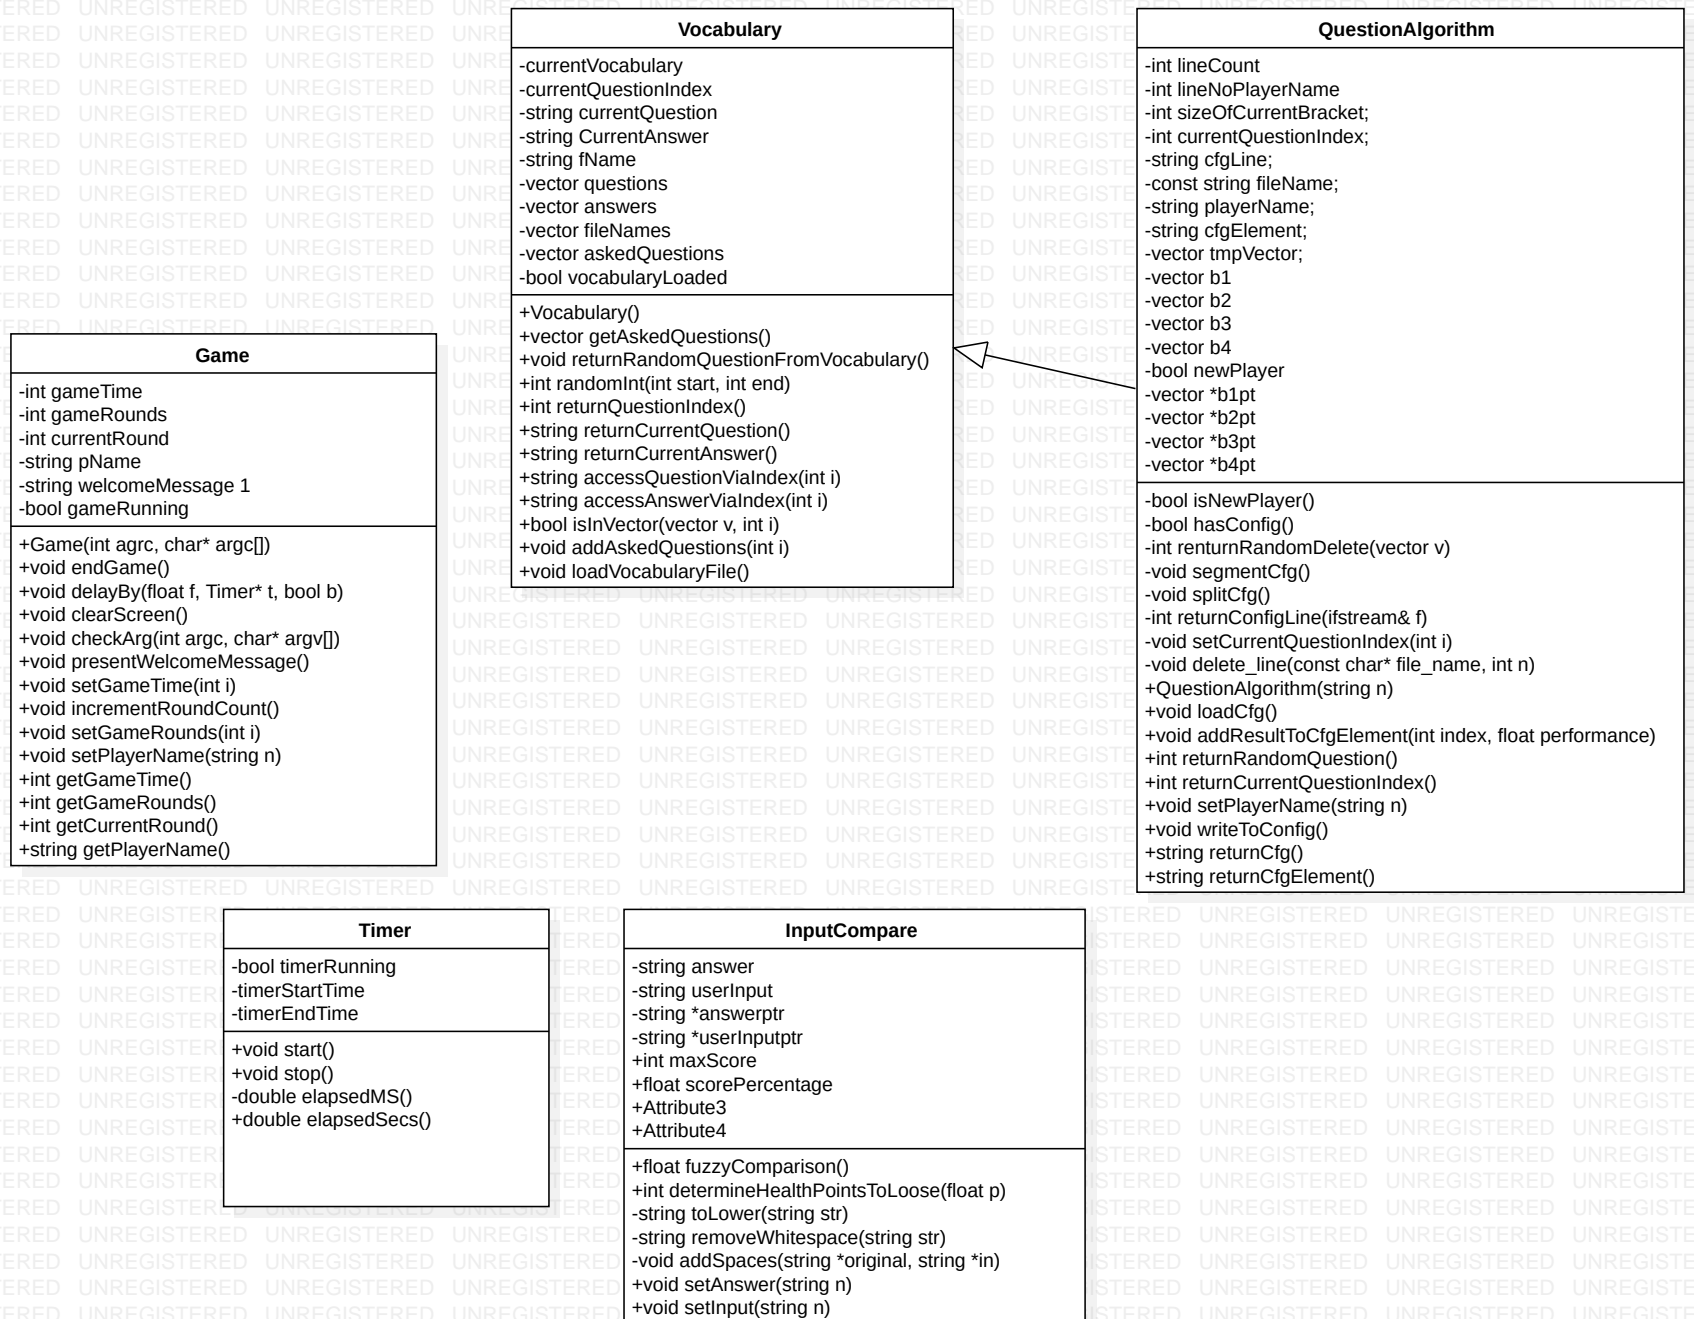 Vocabulary
-currentVocabulary
-currentQuestionIndex
-string currentQuestion
-string CurrentAnswer
-string fName
-vector questions
-vector answers
-vector fileNames
-vector askedQuestions
-bool vocabularyLoaded
+Vocabulary()
+vector getAskedQuestions()
+void returnRandomQuestionFromVocabulary()
+int randomInt(int start, int end)
+int returnQuestionIndex()
+string returnCurrentQuestion()
+string returnCurrentAnswer()
+string accessQuestionViaIndex(int i)
+string accessAnswerViaIndex(int i)
+bool isInVector(vector v, int i)
+void addAskedQuestions(int i)
+void loadVocabularyFile()
QuestionAlgorithm
-int lineCount
-int lineNoPlayerName
-int sizeOfCurrentBracket;
-int currentQuestionIndex;
-string cfgLine;
-const string fileName;
-string playerName;
-string cfgElement;
-vector tmpVector;
-vector b1
-vector b2
-vector b3
-vector b4
-bool newPlayer
-vector *b1pt
-vector *b2pt
-vector *b3pt
-vector *b4pt
-bool isNewPlayer()
-bool hasConfig()
-int renturnRandomDelete(vector v)
-void segmentCfg()
-void splitCfg()
-int returnConfigLine(ifstream& f)
-void setCurrentQuestionIndex(int i)
-void delete_line(const char* file_name, int n)
+QuestionAlgorithm(string n)
+void loadCfg()
+void addResultToCfgElement(int index, float performance)
+int returnRandomQuestion()
+int returnCurrentQuestionIndex()
+void setPlayerName(string n)
+void writeToConfig()
+string returnCfg()
+string returnCfgElement()
Game
-int gameTime
-int gameRounds
-int currentRound
-string pName
-string welcomeMessage 1
-bool gameRunning
+Game(int agrc, char* argc[])
+void endGame()
+void delayBy(float f, Timer* t, bool b)
+void clearScreen()
+void checkArg(int argc, char* argv[])
+void presentWelcomeMessage()
+void setGameTime(int i)
+void incrementRoundCount()
+void setGameRounds(int i)
+void setPlayerName(string n)
+int getGameTime()
+int getGameRounds()
+int getCurrentRound()
+string getPlayerName()
Timer
-bool timerRunning
-timerStartTime
-timerEndTime
+void start()
+void stop()
-double elapsedMS()
+double elapsedSecs()
InputCompare
-string answer
-string userInput
-string *answerptr
-string *userInputptr
+int maxScore
+float scorePercentage
+Attribute3
+Attribute4
+float fuzzyComparison()
+int determineHealthPointsToLoose(float p)
-string toLower(string str)
-string removeWhitespace(string str)
-void addSpaces(string *original, string *in)
+void setAnswer(string n)
+void setInput(string n)